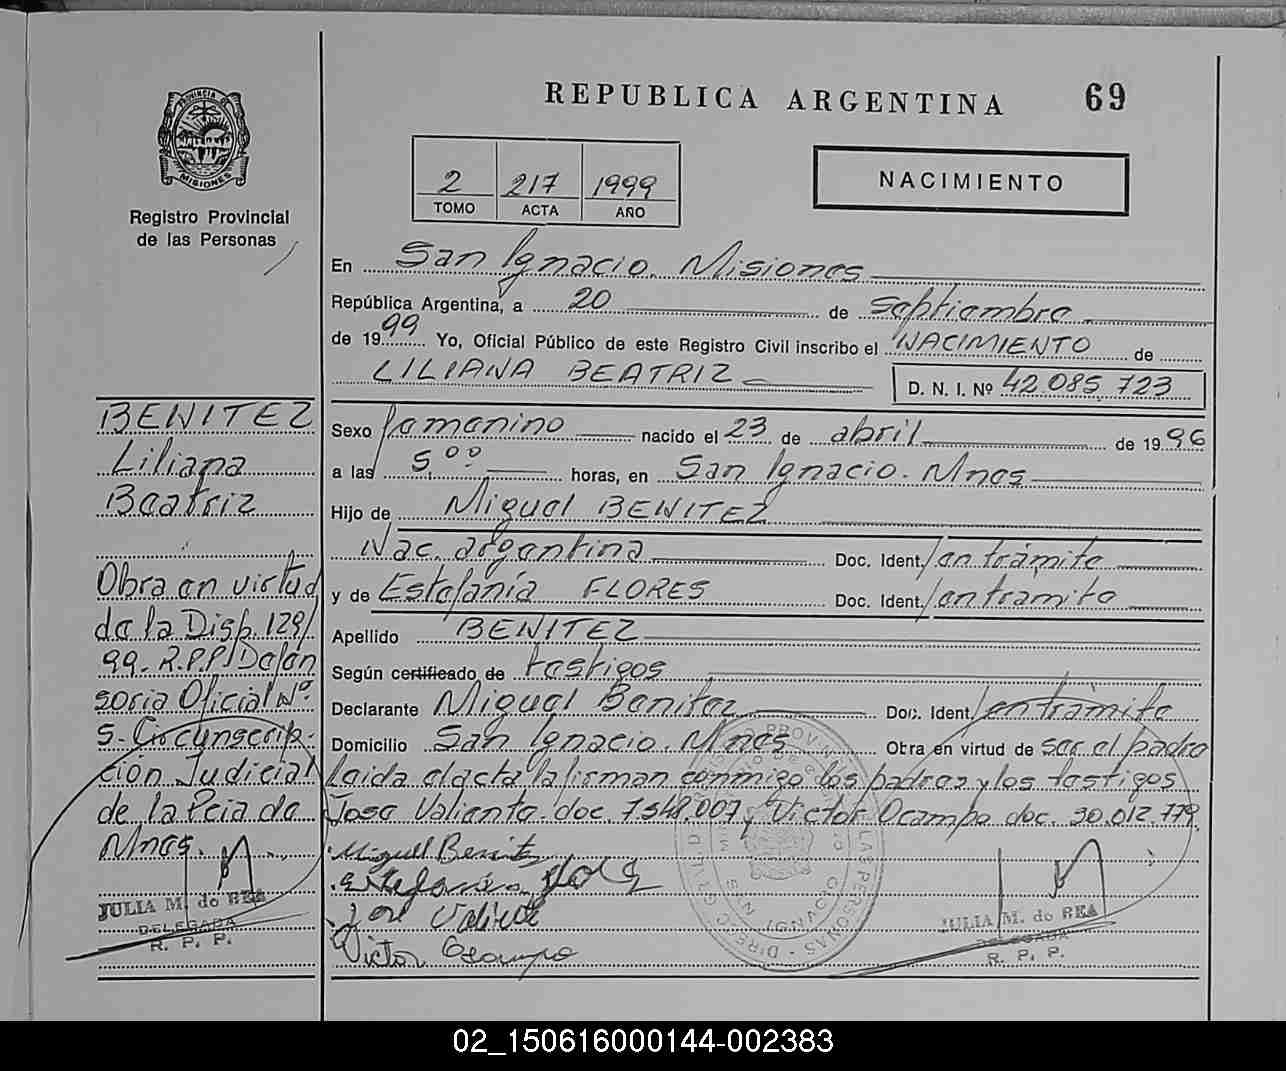 REPUBLICA ARGENTINA 69
PROVINCIA DE
MISIONES
Registro Provincial
de las Personas
2 217 1999
TOMO ACTA AÑO
NACIMIENTO
En San Ignacio. Misiones
República Argentina, a 20 de septiembre
de 1999 Yo, Oficial Público de este Registro Civil inscribo el NACIMIENTO de
LILIANA BEATRIZ D. N. I. Nº 42.085.723
BENITEZ
Liliana
Beatriz
Obra en virtud
de la Disp. 129/
99. R.P.P./Defen
soria Oficial Nº
5. Circunscrip-
ción Judicial
de la Pcia de
Mnes.
JULIA M. do REA
DELEGADA
R. P. P.
Sexo femenino nacido el 23 de abril de 1996
a las 5,00 horas, en San Ignacio. Mnes
Hijo de Miguel BENITEZ
Nac. argentina Doc. Ident. en trámite
y de Estefanía FLORES Doc. Ident. en tramite
Apellido BENITEZ
Según certificado de testigos
Declarante Miguel Benitez Doc. Ident. en tràmite
Domicilio San Ignacio. Mnes Obra en virtud de ser el padre
Leida el acta la firman conmigo los padres y los testigos
Jose Valiente. doc. 7.548.007 y Victor Ocampo doc. 30.012.779.
Miguel Benitez
Jose Valiente
Victor Ocampo
JULIA M. do REA
DELEGADA
R. P. P.
02_150616000144-002383